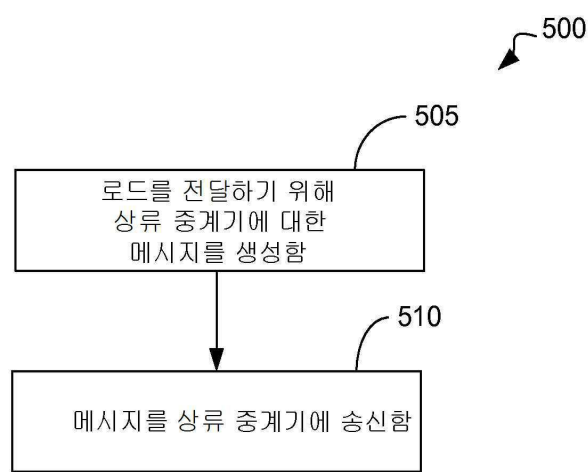 500
505
로드를 전달하기 위해
상류 중계기에 대한
메시지를 생성함
510
메시지를 상류 중계기에 송신함